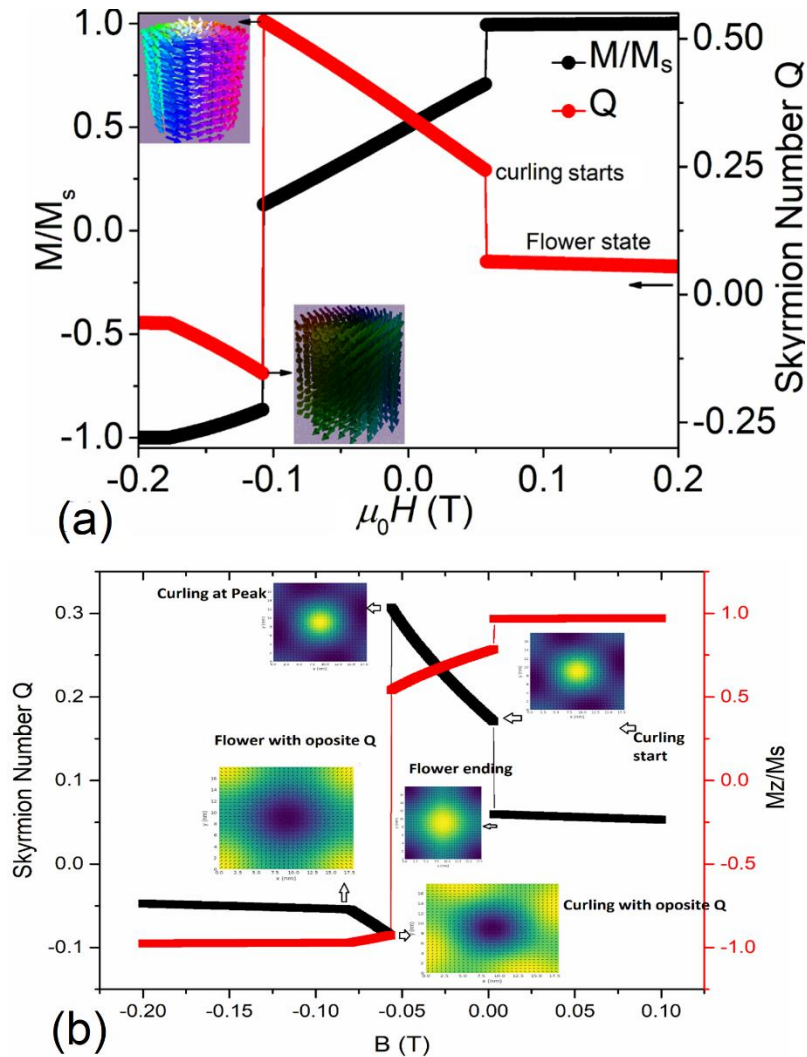 M/Ms
Q
curling starts
Flower state
1.0
0.5
0.0
-0.5
-1.0
M/Ms
0.50
0.25
0.00
-0.25
Skyrmion Number Q
-0.2
-0.1
0.0
0.1
0.2
μ0H (T)
(a)
Curling at Peak
Curling start
Flower with oposite Q
Flower ending
Curling with oposite Q
0.3
0.2
0.1
0.0
-0.1
Skyrmion Number Q
1.0
0.5
0.0
-0.5
-1.0
Mz/Ms
-0.20
-0.15
-0.10
-0.05
0.00
0.05
0.10
B (T)
(b)